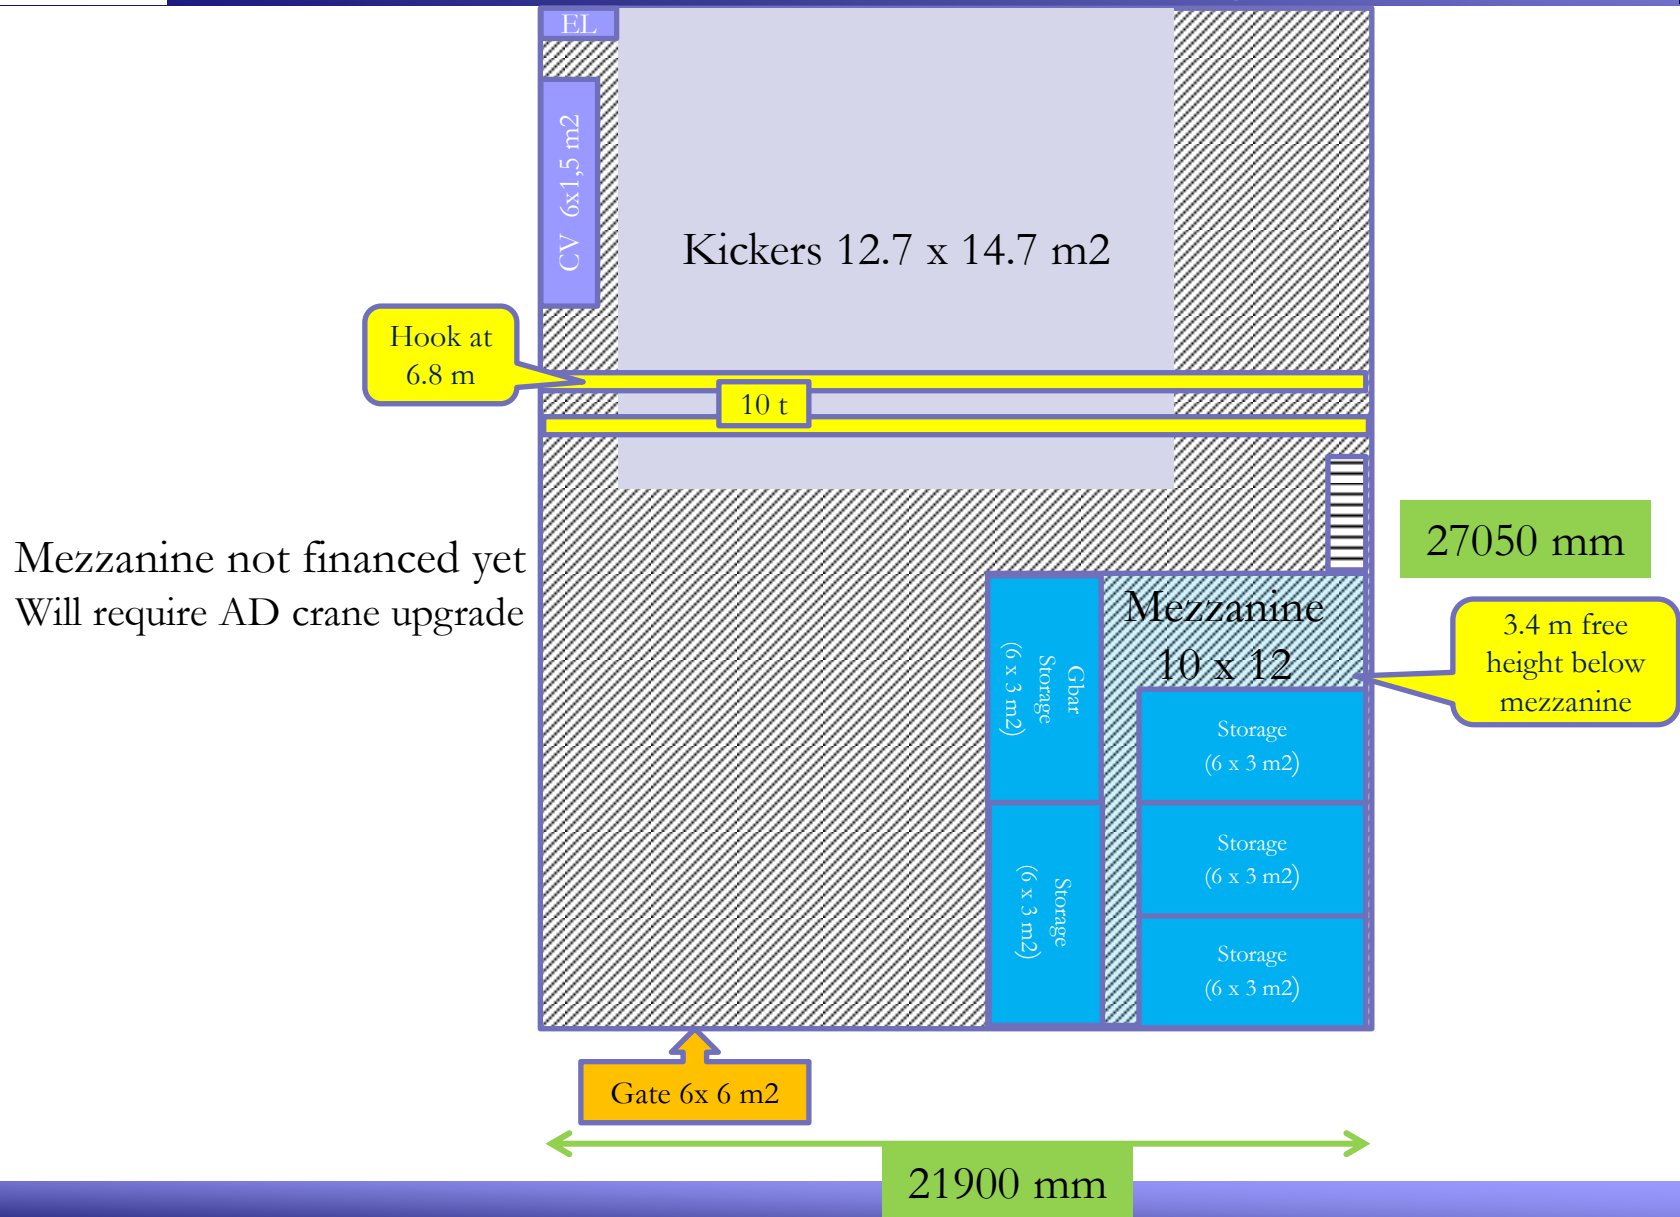 EL
CV 6x1,5 m2
Kickers 12.7 x 14.7 m2
Hook at
6.8 m
10 t
Mezzanine not financed yet
Will require AD crane upgrade
27050 mm
Mezzanine
10 x 12
3.4 m free
height below
mezzanine
Gbar
Storage
(6 x 3 m2)
Storage
(6 x 3 m2)
Storage
(6 x 3 m2)
Storage
(6 x 3 m2)
Storage
(6 x 3 m2)
Gate 6x 6 m2
21900 mm